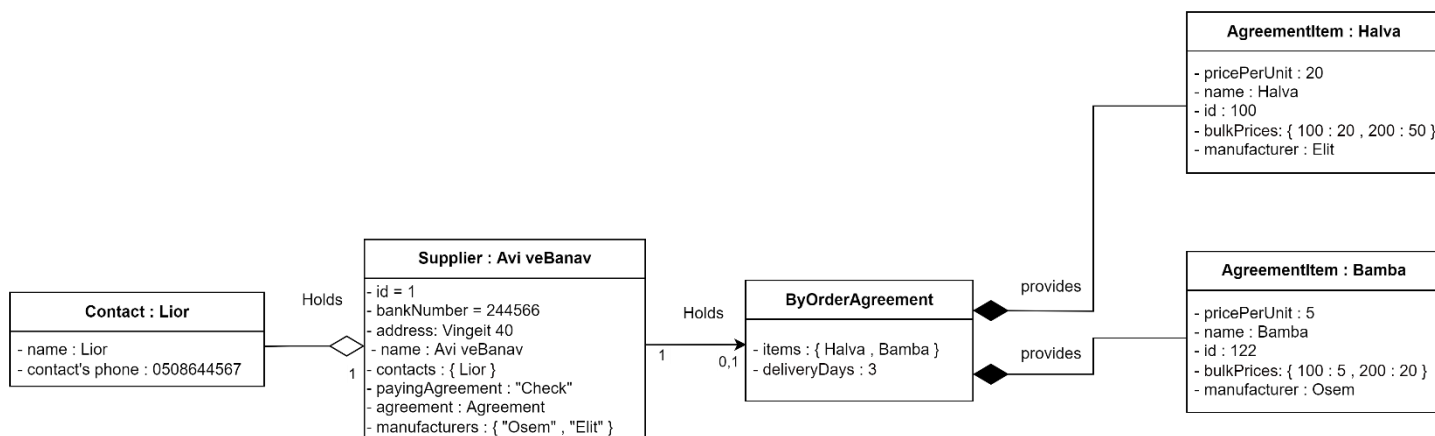 Contact : Lior
- name : Lior
- contact's phone : 0508644567
Holds
1
Supplier : Avi veBanav
- id = 1
- bankNumber = 244566
- address: Vingeit 40
- name : Avi veBanav
- contacts : { Lior }
- payingAgreement : "Check"
- agreement : Agreement
- manufacturers : { "Osem" , "Elit" }
Holds
1
0,1
ByOrderAgreement
- items : { Halva , Bamba }
- deliveryDays : 3
provides
provides
AgreementItem : Halva
- pricePerUnit : 20
- name : Halva
- id : 100
- bulkPrices: { 100 : 20 , 200 : 50 }
- manufacturer : Elit
AgreementItem : Bamba
- pricePerUnit : 5
- name : Bamba
- id : 122
- bulkPrices: { 100 : 5 , 200 : 20 }
- manufacturer : Osem